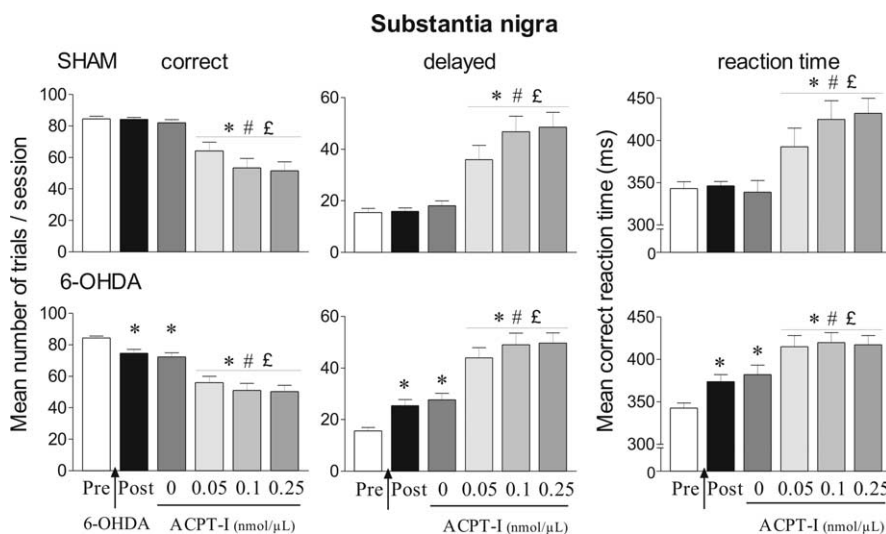 Substantia nigra
SHAM correct delayed reaction time
Mean number of trials / session
Mean correct reaction time (ms)
100
80
60
40
20
0
* # £
60
40
20
0
* # £
450
400
350
300
0
* # £
6-OHDA
100
80
60
40
20
0
* * * # £
60
40
20
0
* * * # £
450
400
350
300
0
* * * # £
Pre Post 0 0.05 0.1 0.25
6-OHDA ACPT-I (nmol/µL)
Pre Post 0 0.05 0.1 0.25
ACPT-I (nmol/µL)
Pre Post 0 0.05 0.1 0.25
ACPT-I (nmol/µL)